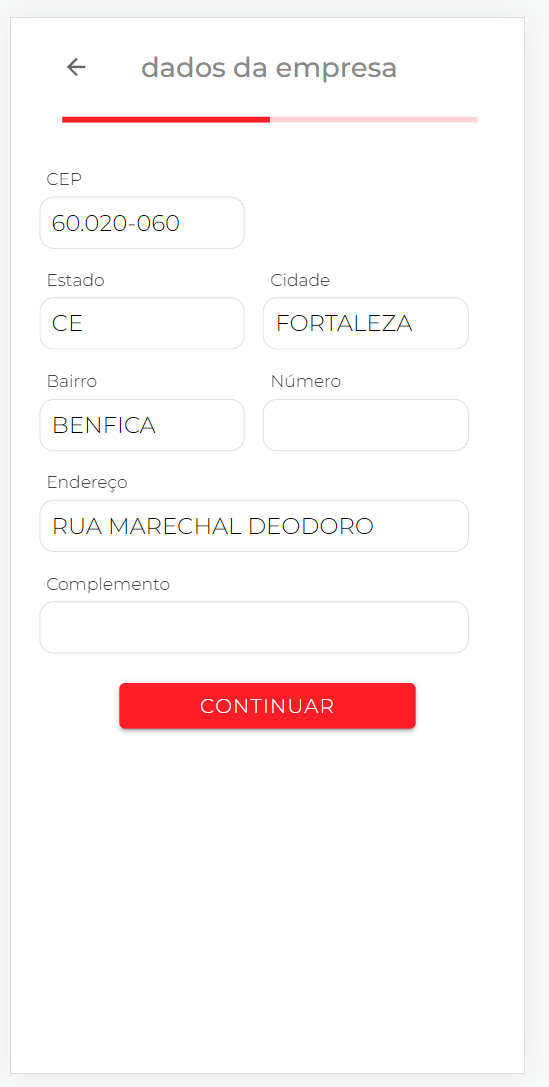 dados da empresa
CEP
60.020-060
Estado Cidade
CE FORTALEZA
Bairro Número
BENFICA
Endereço
RUA MARECHAL DEODORO
Complemento
CONTINUAR